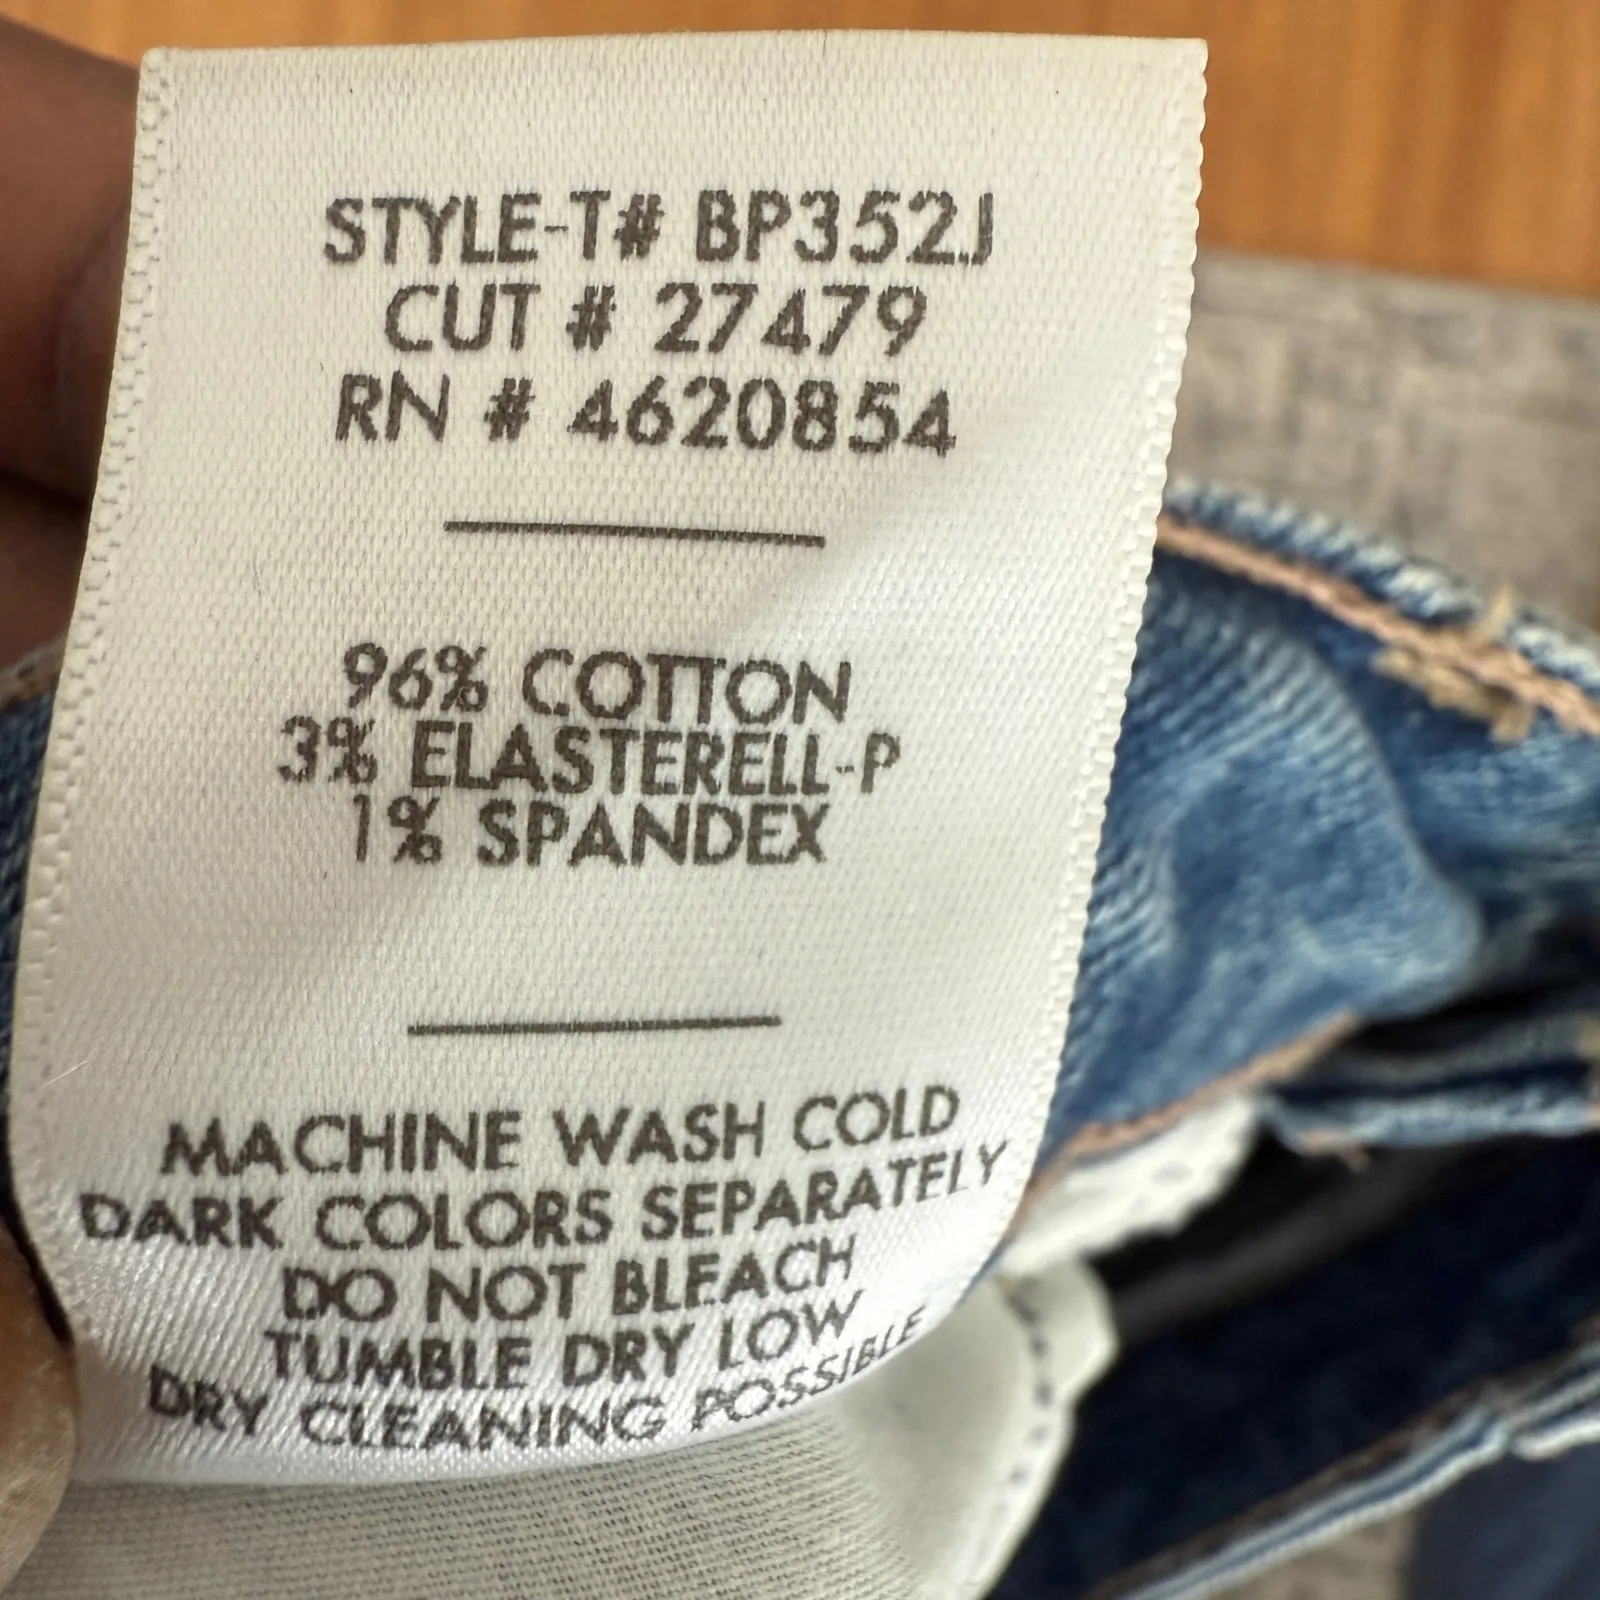 STYLE-T# BP352J
CUT # 27479
RN # 4620854
96% COTTON
3% ELASTERELL-P
1% SPANDEX
MACHINE WASH COLD
DARK COLORS SEPARATELY
DO NOT BLEACH
TUMBLE DRY LOW
DRY CLEANING POSSIBLE